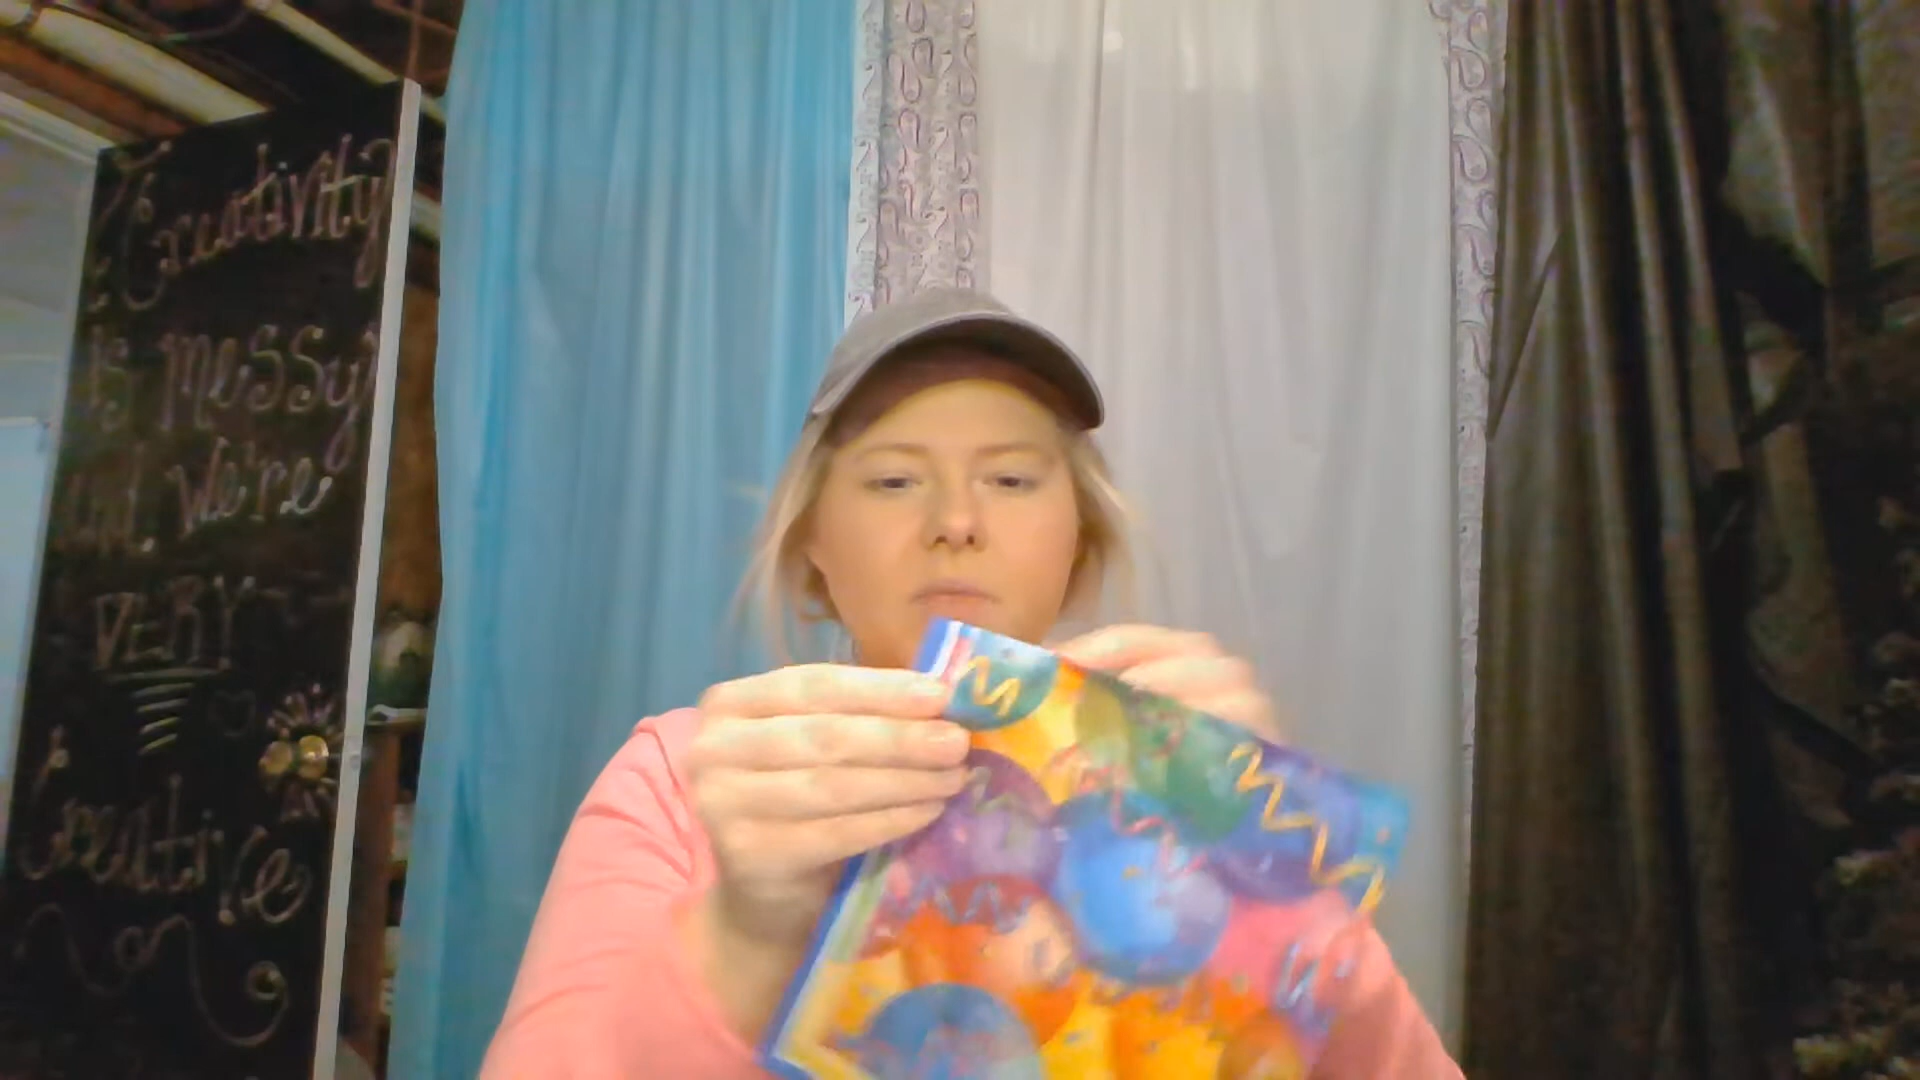 Creativity
is messy
and we're
VERY
Creative